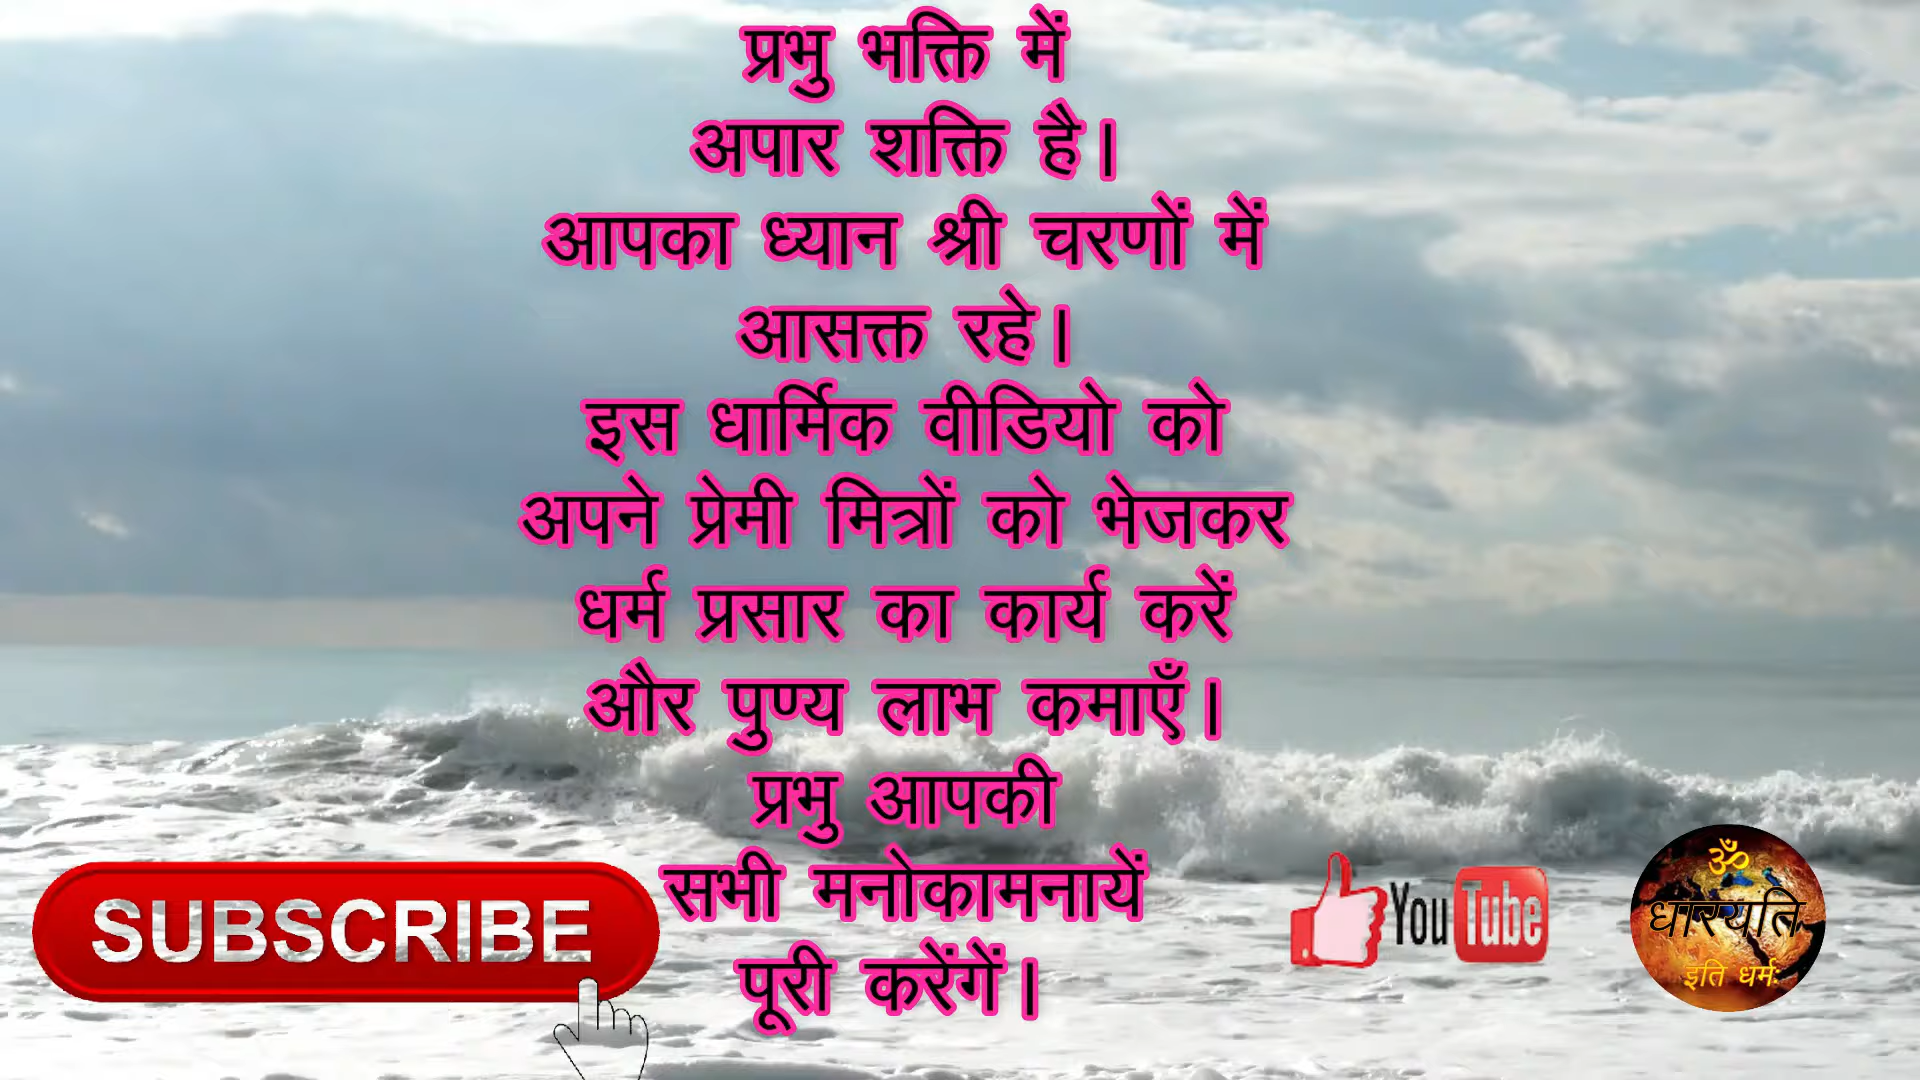 प्रभु भक्ति में
अपार शक्ति है।
आपका ध्यान श्री चरणों में
आसक्त रहे।
इस धार्मिक वीडियो को
अपने प्रेमी मित्रों को भेजकर
धर्म प्रसार का कार्य करें
और पुण्य लाभ कमाएँ।
प्रभु आपकी
सभी मनोकामनायें
पूरी करेंगें।
SUBSCRIBE
YouTube
ॐ
धारयति
इति धर्मः